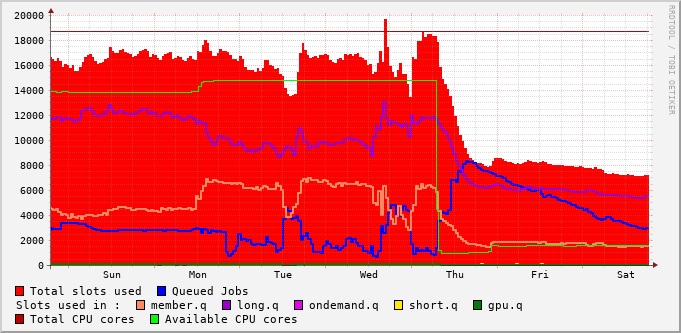 20000
18000
16000
14000
12000
10000
8000
6000
4000
2000
0
Sun Mon Tue Wed Thu Fri Sat
Total slots used Queued Jobs
Slots used in : member.q long.q ondemand.q short.q gpu.q
Total CPU cores Available CPU cores
RRDTOOL / TOBI OETIKER